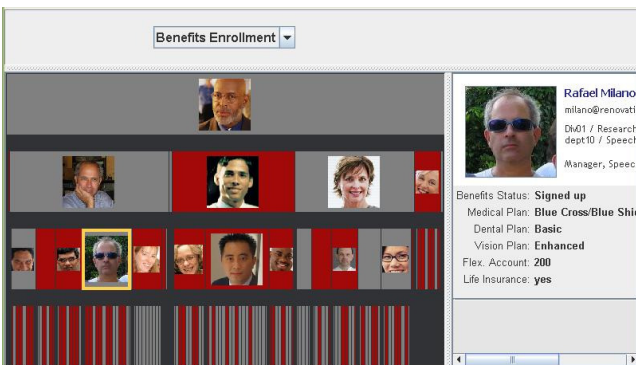 Benefits Enrollment
Rafael Milano
milano@renovati
Div01 / Research
dept10 / Speech
Manager, Speec
Benefits Status: Signed up
Medical Plan: Blue Cross/Blue Shie
Dental Plan: Basic
Vision Plan: Enhanced
Flex. Account: 200
Life Insurance: yes